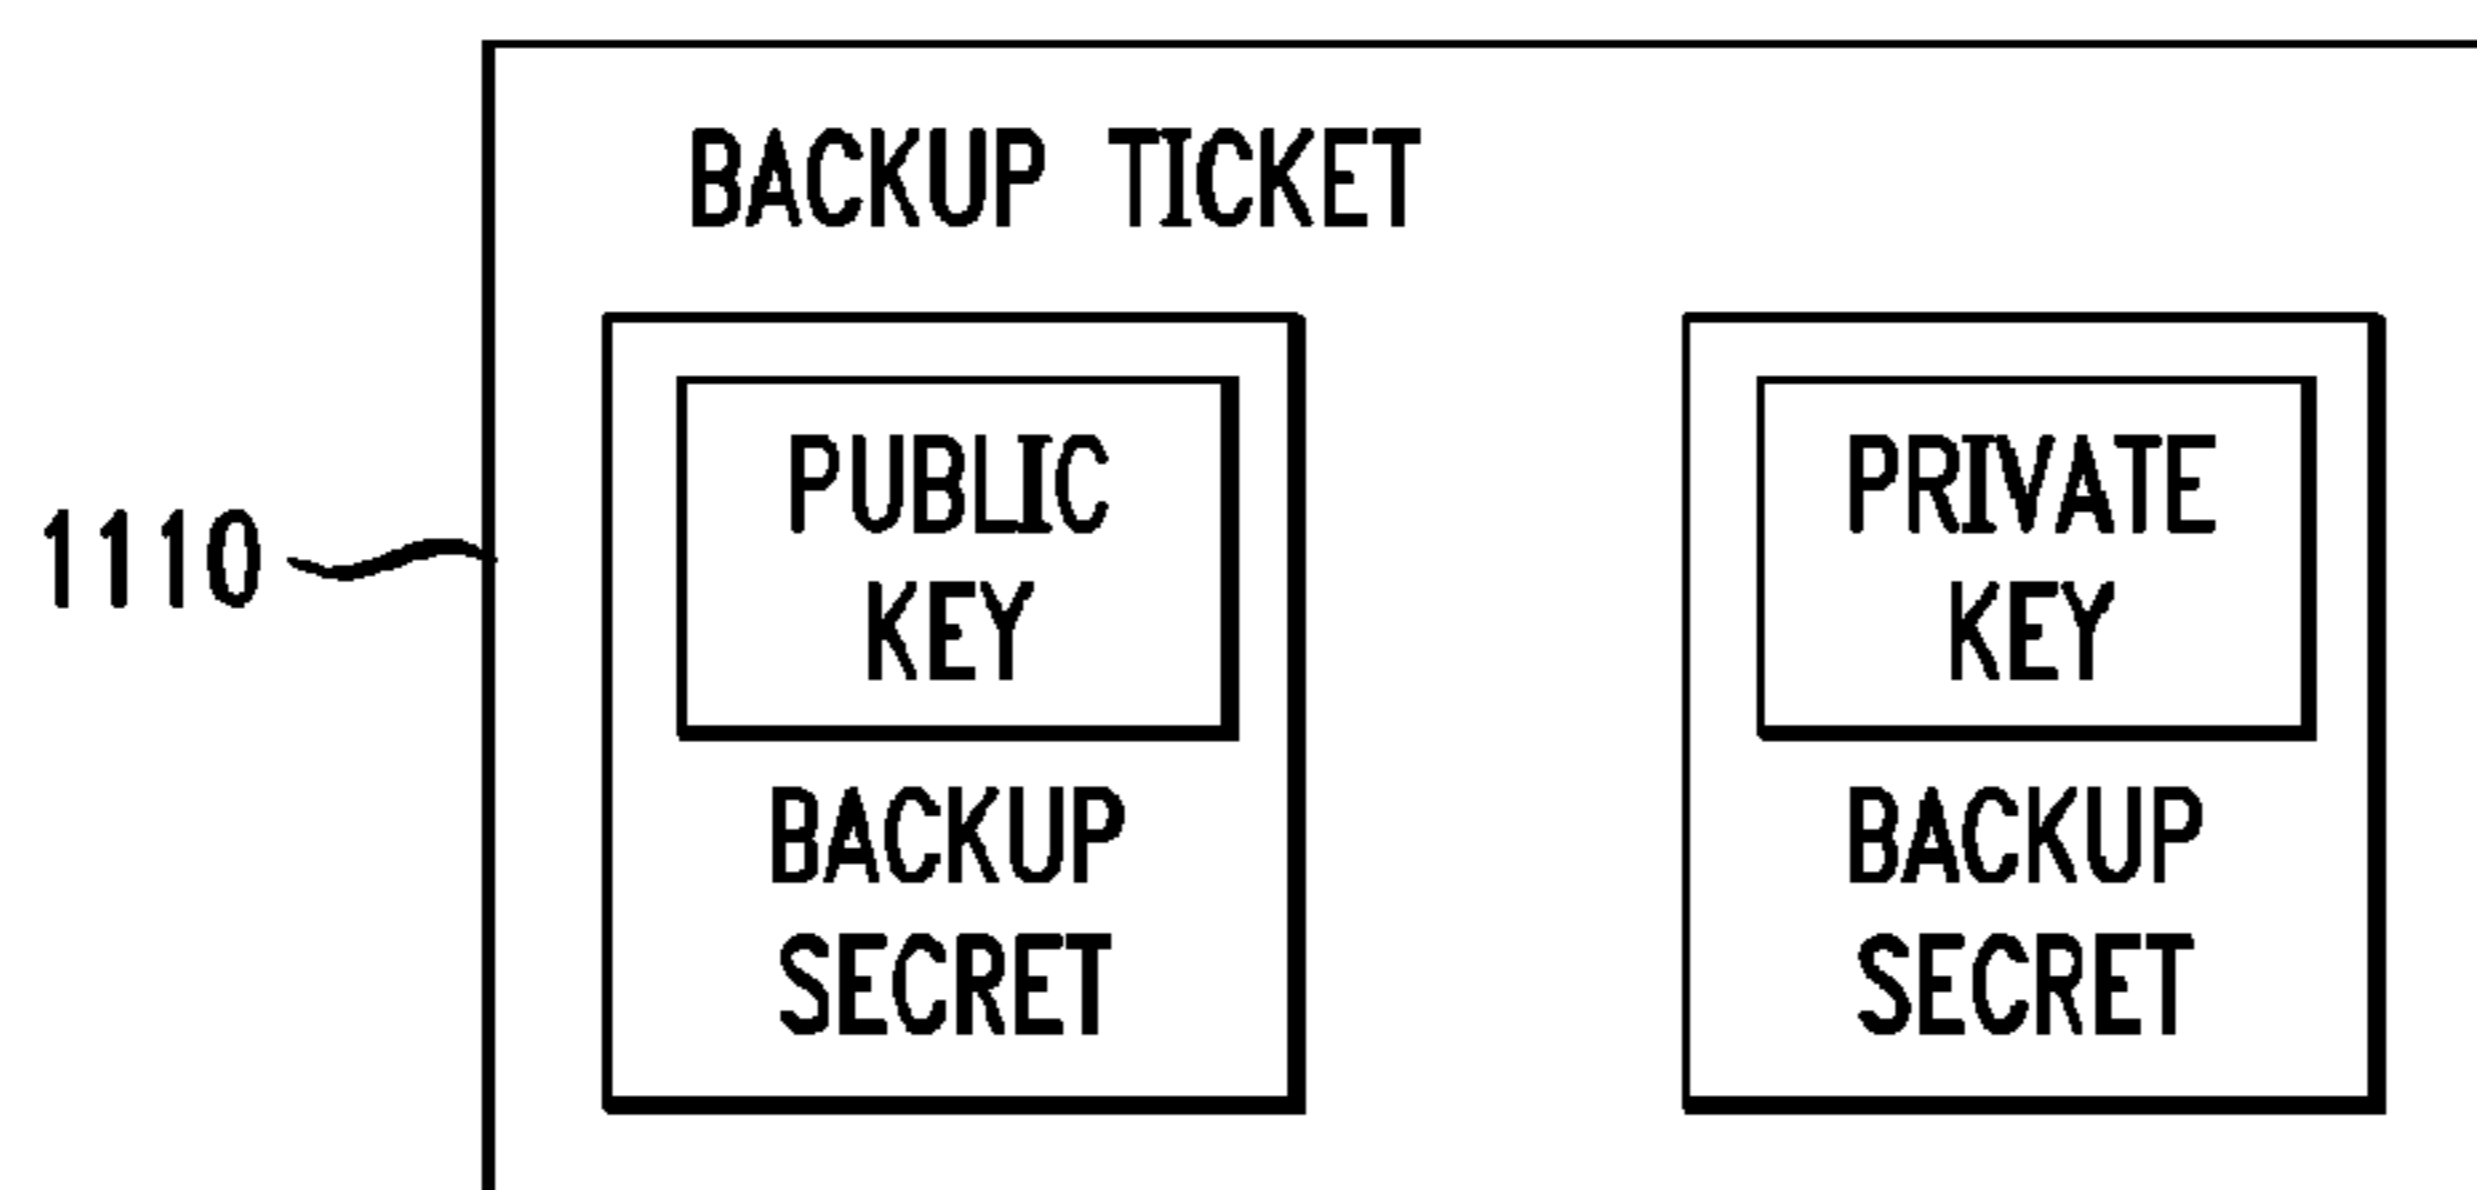 BACKUP TICKET
PUBLIC
KEY
BACKUP
SECRET
PRIVATE
KEY
BACKUP
SECRET
1110